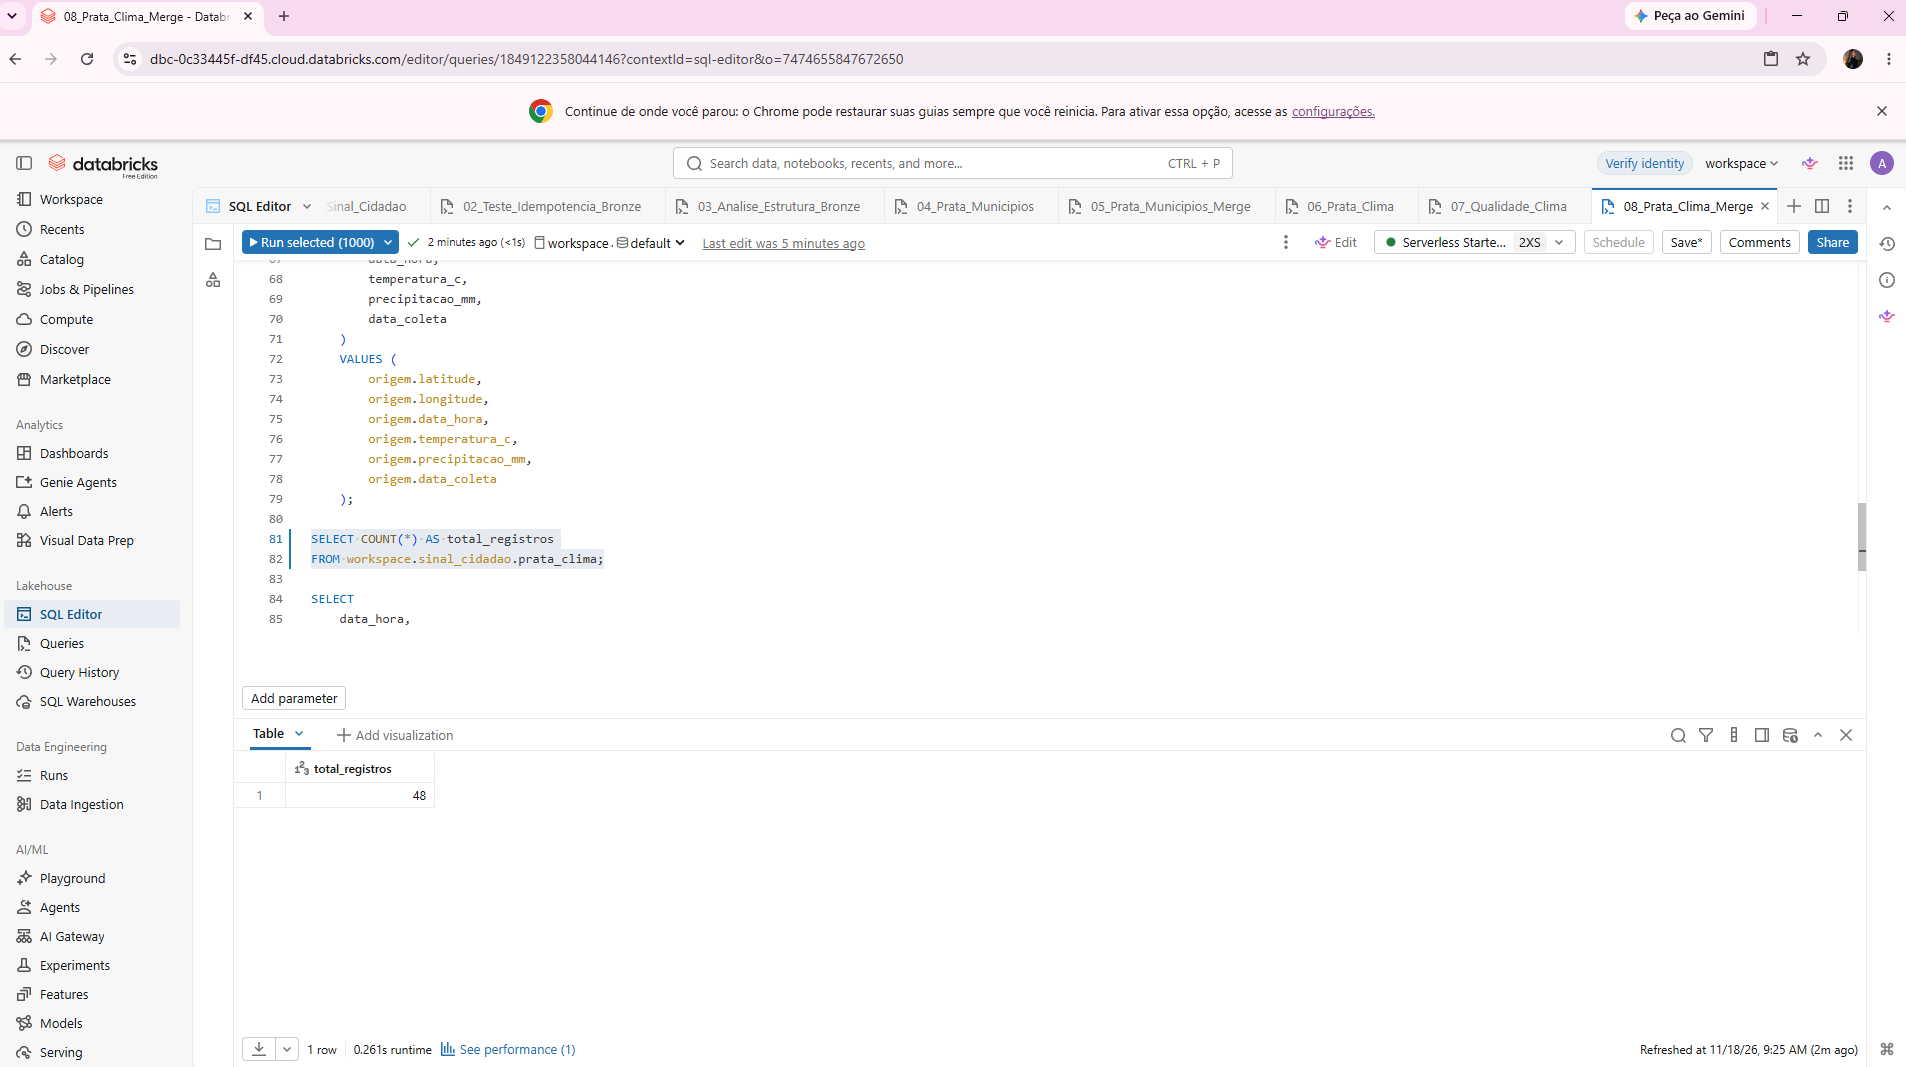 08_Prata_Clima_Merge - Databr
Peça ao Gemini
dbc-0c33445f-df45.cloud.databricks.com/editor/queries/1849122358044146?contextId=sql-editor&o=7474655847672650
Continue de onde você parou: o Chrome pode restaurar suas guias sempre que você reinicia. Para ativar essa opção, acesse as configurações.
databricks
Free Edition
Search data, notebooks, recents, and more...
CTRL + P
Verify identity
workspace
A
Workspace
Recents
Catalog
Jobs & Pipelines
Compute
Discover
Marketplace
Analytics
Dashboards
Genie Agents
Alerts
Visual Data Prep
Lakehouse
SQL Editor
Queries
Query History
SQL Warehouses
Data Engineering
Runs
Data Ingestion
AI/ML
Playground
Agents
AI Gateway
Experiments
Features
Models
Serving
SQL Editor
Sinal_Cidadao
02_Teste_Idempotencia_Bronze
03_Analise_Estrutura_Bronze
04_Prata_Municipios
05_Prata_Municipios_Merge
06_Prata_Clima
07_Qualidade_Clima
08_Prata_Clima_Merge
Run selected (1000)
2 minutes ago (<1s)
workspace . default
Last edit was 5 minutes ago
Edit
Serverless Starte... 2XS
Schedule
Save*
Comments
Share
67 data_hora,
68 temperatura_c,
69 precipitacao_mm,
70 data_coleta
71 )
72 VALUES (
73 origem.latitude,
74 origem.longitude,
75 origem.data_hora,
76 origem.temperatura_c,
77 origem.precipitacao_mm,
78 origem.data_coleta
79 );
80
81 SELECT COUNT(*) AS total_registros
82 FROM workspace.sinal_cidadao.prata_clima;
83
84 SELECT
85 data_hora,
Add parameter
Table
Add visualization
total_registros
1 48
1 row
0.261s runtime
See performance (1)
Refreshed at 11/18/26, 9:25 AM (2m ago)